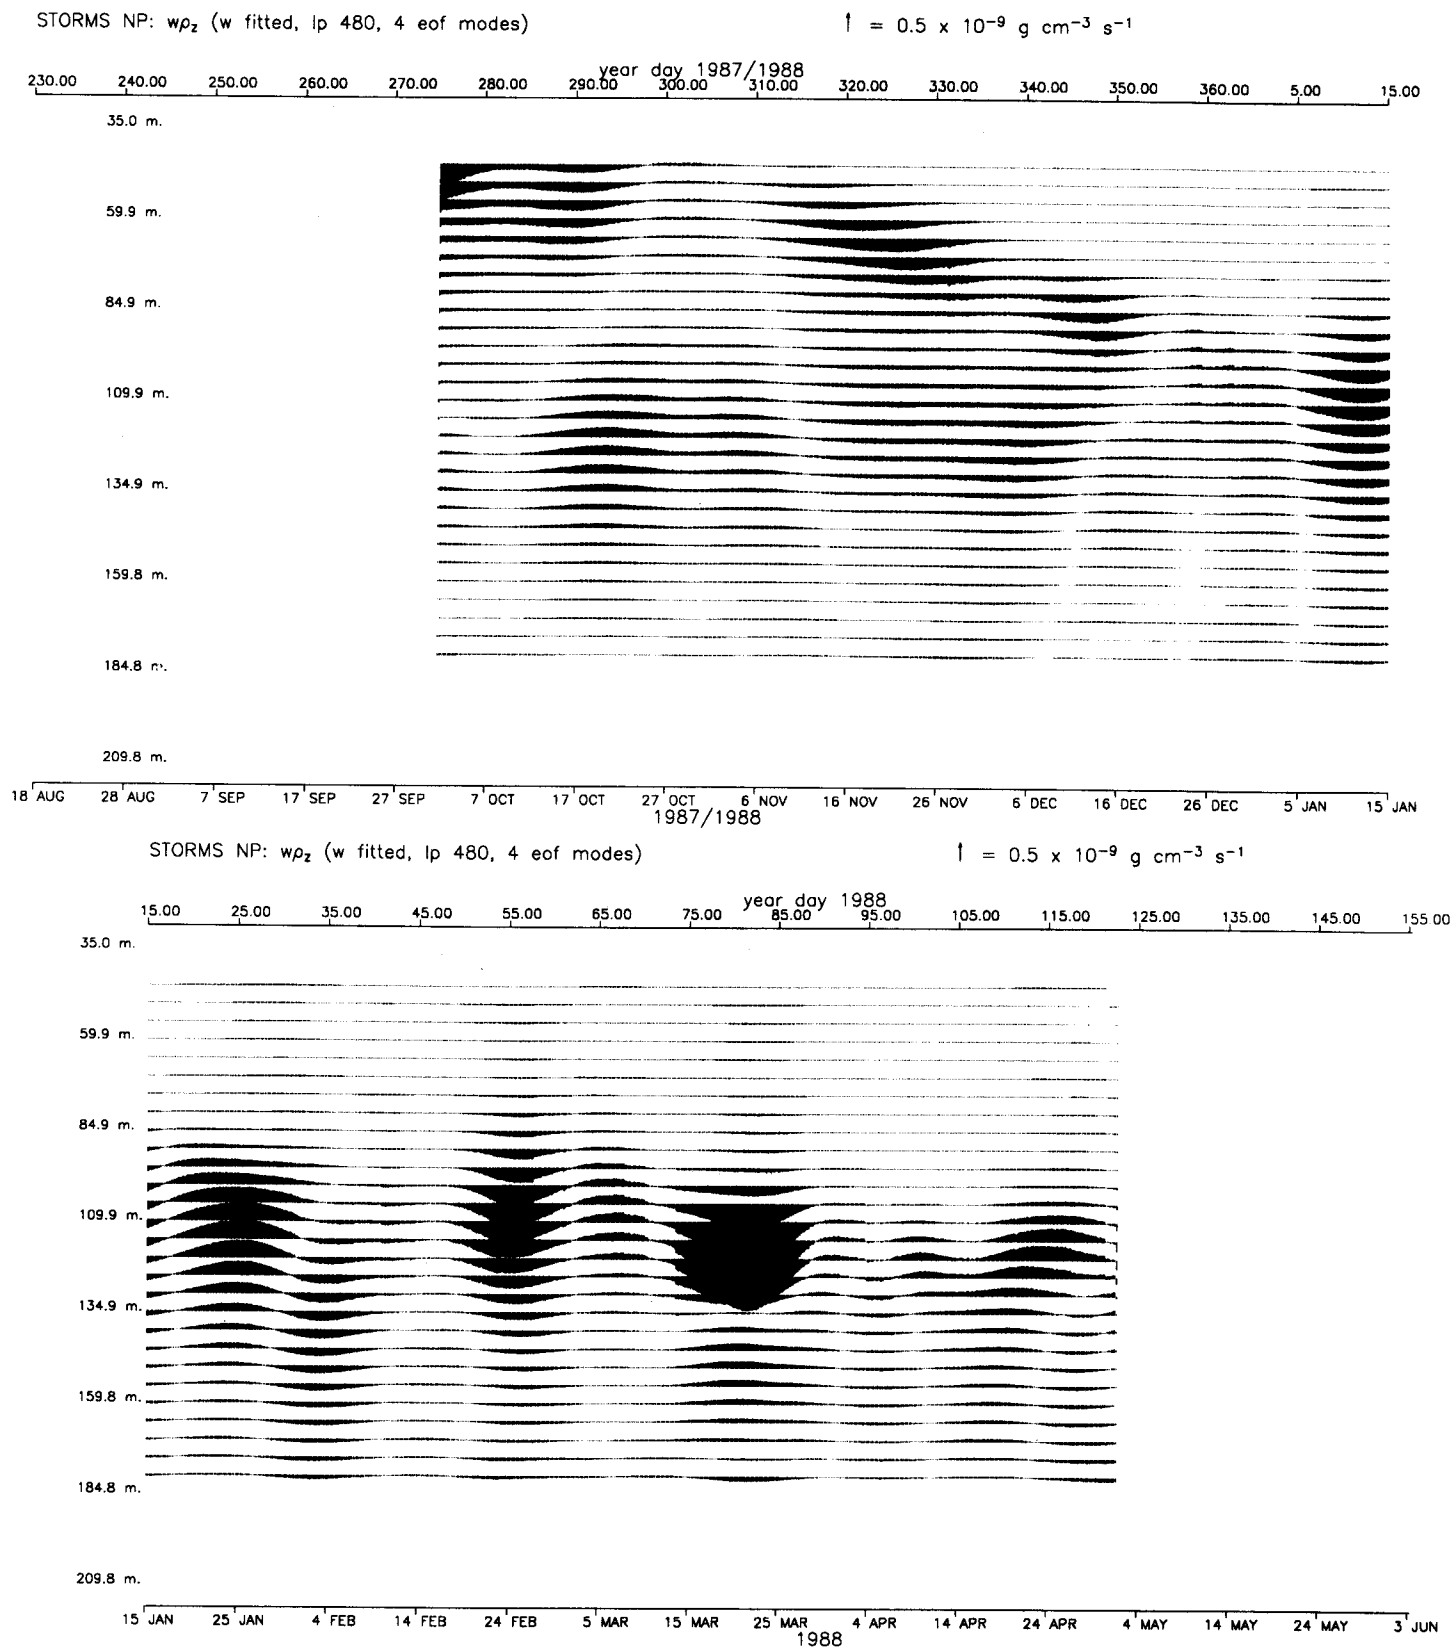 STORMS NP: wρz (w fitted, lp 480, 4 eof modes)
↑ = 0.5 x 10⁻⁹ g cm⁻³ s⁻¹
year day 1987/1988
230.00 240.00 250.00 260.00 270.00 280.00 290.00 300.00 310.00 320.00 330.00 340.00 350.00 360.00 5.00 15.00
35.0 m.
59.9 m.
84.9 m.
109.9 m.
134.9 m.
159.8 m.
184.8 m.
209.8 m.
18 AUG 28 AUG 7 SEP 17 SEP 27 SEP 7 OCT 17 OCT 27 OCT 6 NOV 16 NOV 26 NOV 6 DEC 16 DEC 26 DEC 5 JAN 15 JAN
1987/1988
STORMS NP: wρz (w fitted, lp 480, 4 eof modes)
↑ = 0.5 x 10⁻⁹ g cm⁻³ s⁻¹
year day 1988
15.00 25.00 35.00 45.00 55.00 65.00 75.00 85.00 95.00 105.00 115.00 125.00 135.00 145.00 155.00
35.0 m.
59.9 m.
84.9 m.
109.9 m.
134.9 m.
159.8 m.
184.8 m.
209.8 m.
15 JAN 25 JAN 4 FEB 14 FEB 24 FEB 5 MAR 15 MAR 25 MAR 4 APR 14 APR 24 APR 4 MAY 14 MAY 24 MAY 3 JUN
1988